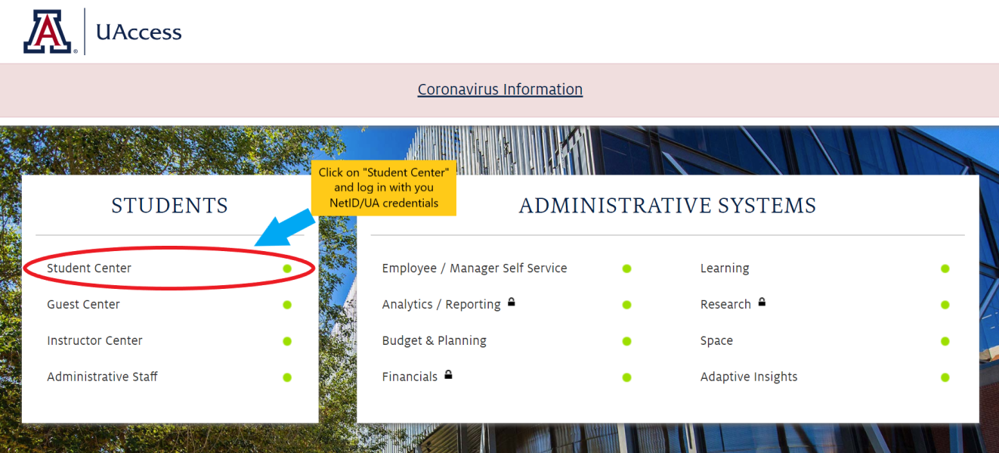 A
UAccess
Coronavirus Information
Click on "Student Center"
and log in with you
NetID/UA credentials
STUDENTS
Student Center
Guest Center
Instructor Center
Administrative Staff
ADMINISTRATIVE SYSTEMS
Employee / Manager Self Service
Analytics / Reporting
Budget & Planning
Financials
Learning
Research
Space
Adaptive Insights